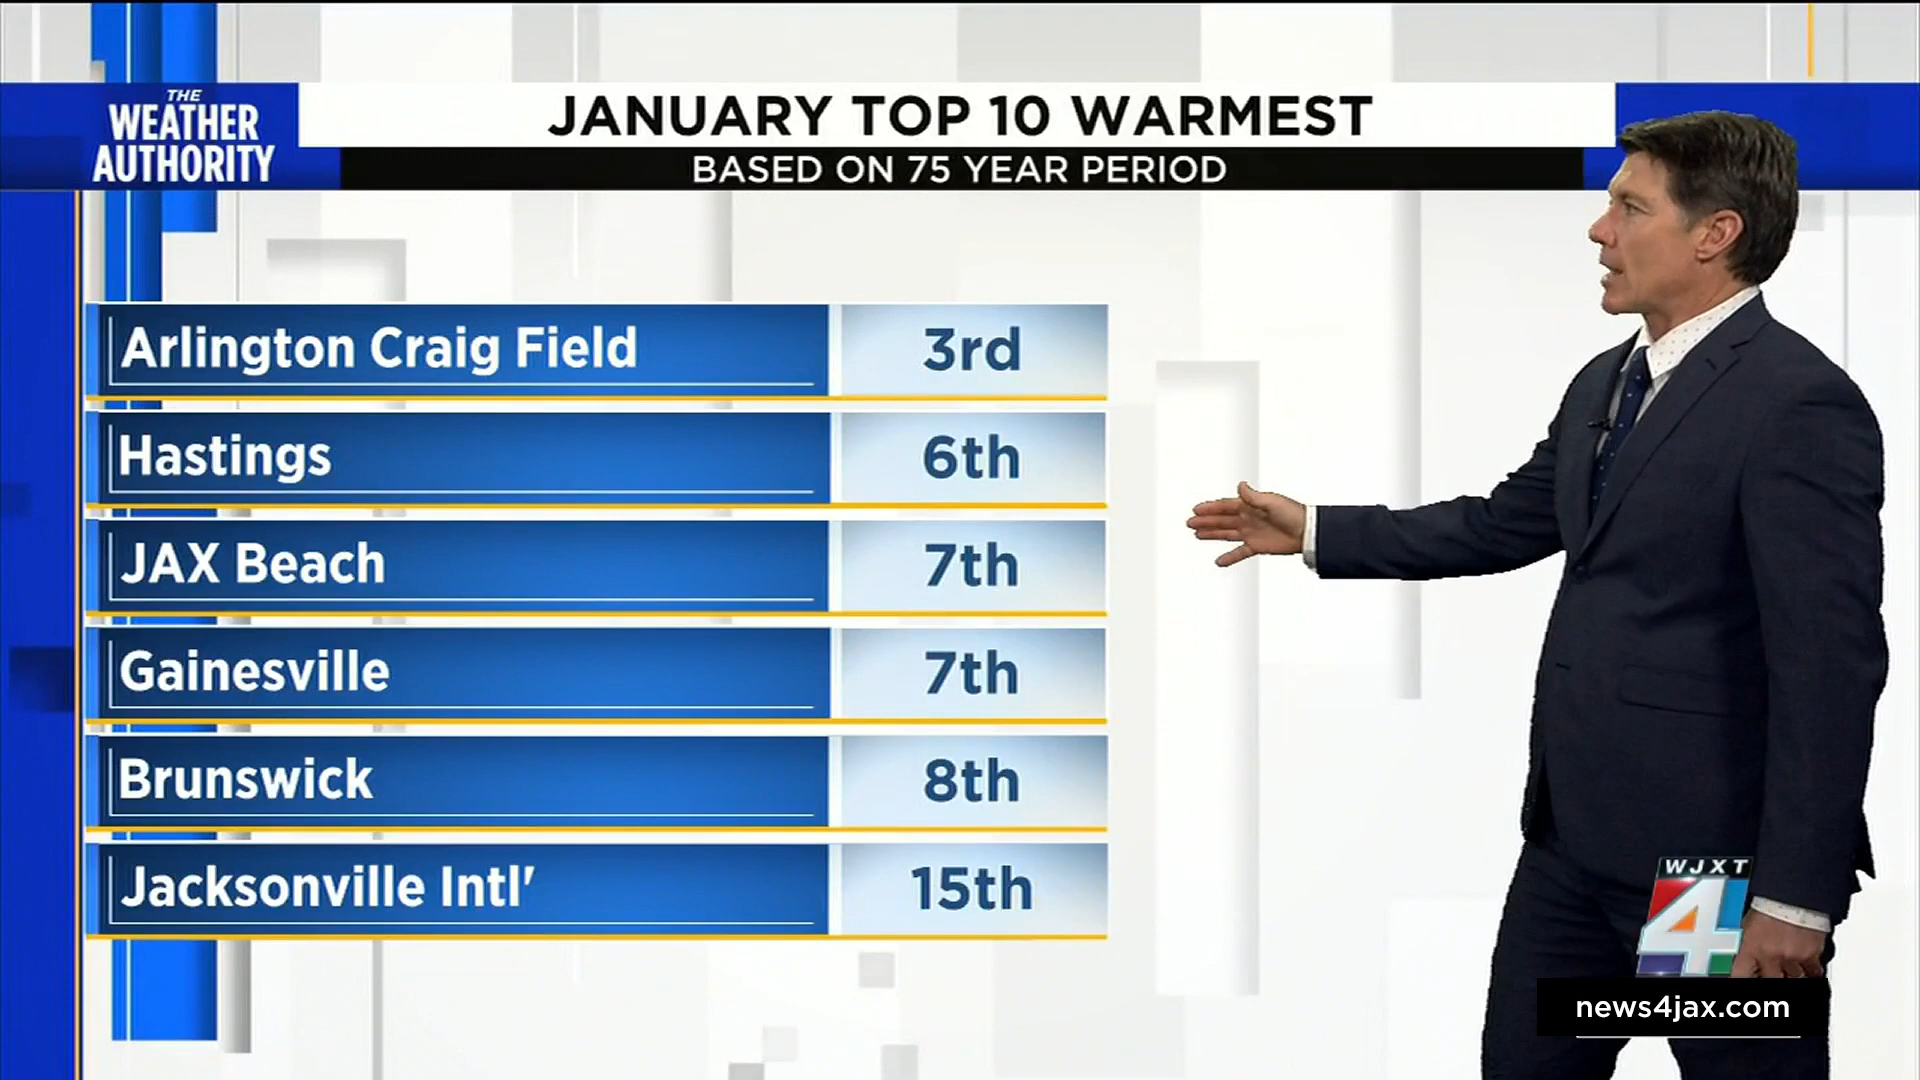 THE
WEATHER
AUTHORITY
JANUARY TOP 10 WARMEST
BASED ON 75 YEAR PERIOD
Arlington Craig Field 3rd
Hastings 6th
JAX Beach 7th
Gainesville 7th
Brunswick 8th
Jacksonville Intl' 15th
WJXT
4
news4jax.com